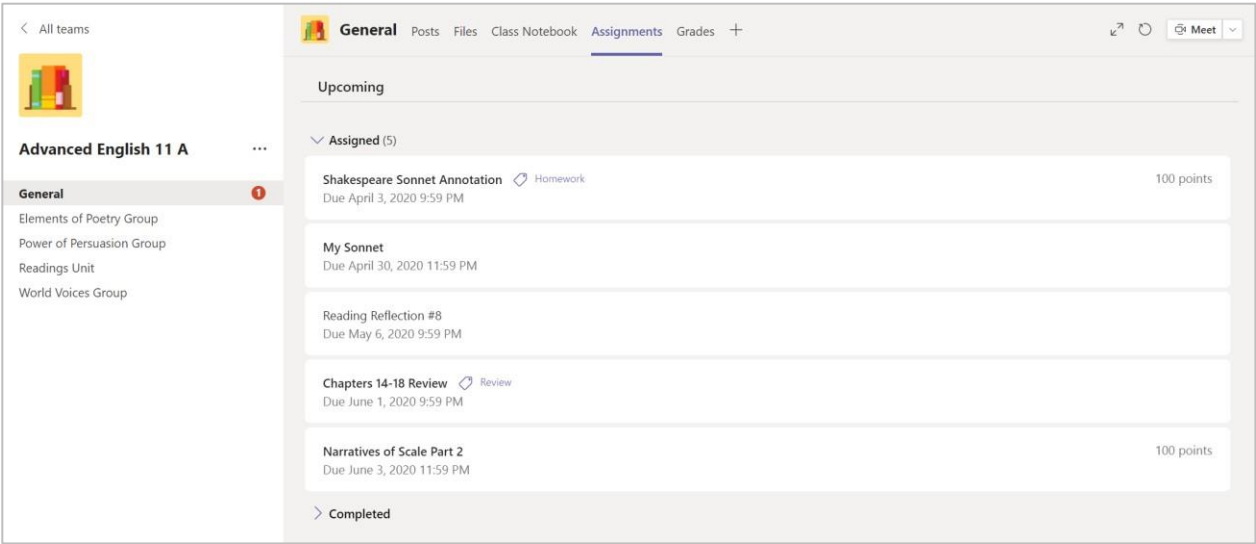 All teams
Advanced English 11 A ...
General 1
Elements of Poetry Group
Power of Persuasion Group
Readings Unit
World Voices Group
General Posts Files Class Notebook Assignments Grades +
Meet
Upcoming
Assigned (5)
Shakespeare Sonnet Annotation Homework 100 points
Due April 3, 2020 9:59 PM
My Sonnet
Due April 30, 2020 11:59 PM
Reading Reflection #8
Due May 6, 2020 9:59 PM
Chapters 14-18 Review Review
Due June 1, 2020 9:59 PM
Narratives of Scale Part 2 100 points
Due June 3, 2020 11:59 PM
Completed